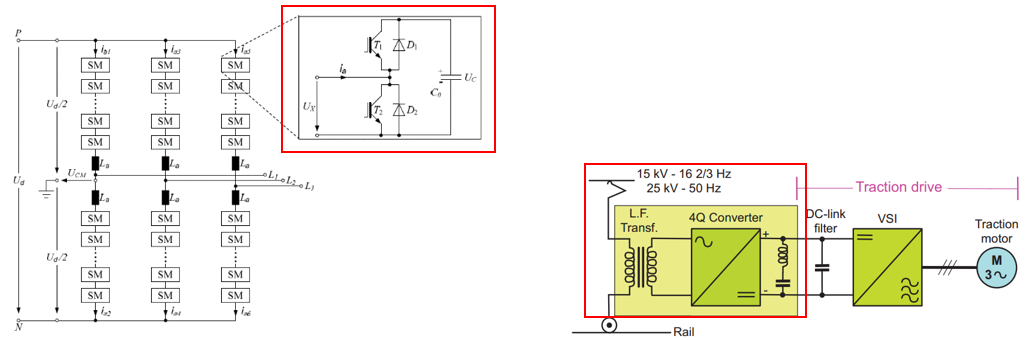 P
i_a1 i_a3 i_a5
SM SM SM
SM SM SM
U_d/2
SM SM SM
SM SM SM
L_a L_a L_a
U_CM
L_1
L_2
L_3
U_d
L_a L_a L_a
SM SM SM
SM SM SM
U_d/2
SM SM SM
SM SM SM
i_a2 i_a4 i_a6
N
T_1 D_1
i_a
+
U_C
-
C_0
U_X
T_2 D_2
15 kV - 16 2/3 Hz
25 kV - 50 Hz
Traction drive
L.F.
Transf.
4Q Converter
DC-link
filter
VSI
Traction
motor
+
M
3
-
Rail